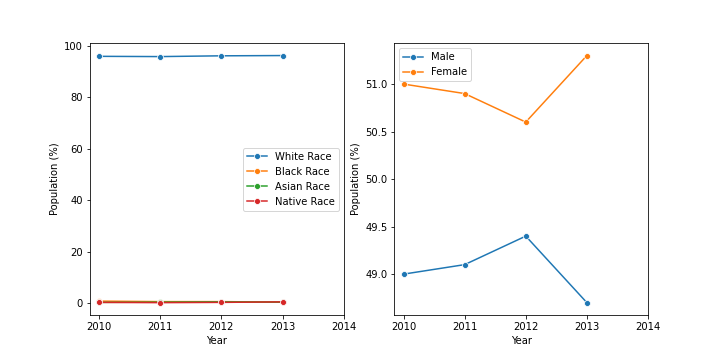 100
80
60
40
20
0
Population (%)
2010 2011 2012 2013 2014
Year
White Race
Black Race
Asian Race
Native Race
51.0
50.5
50.0
49.5
49.0
Population (%)
2010 2011 2012 2013 2014
Year
Male
Female